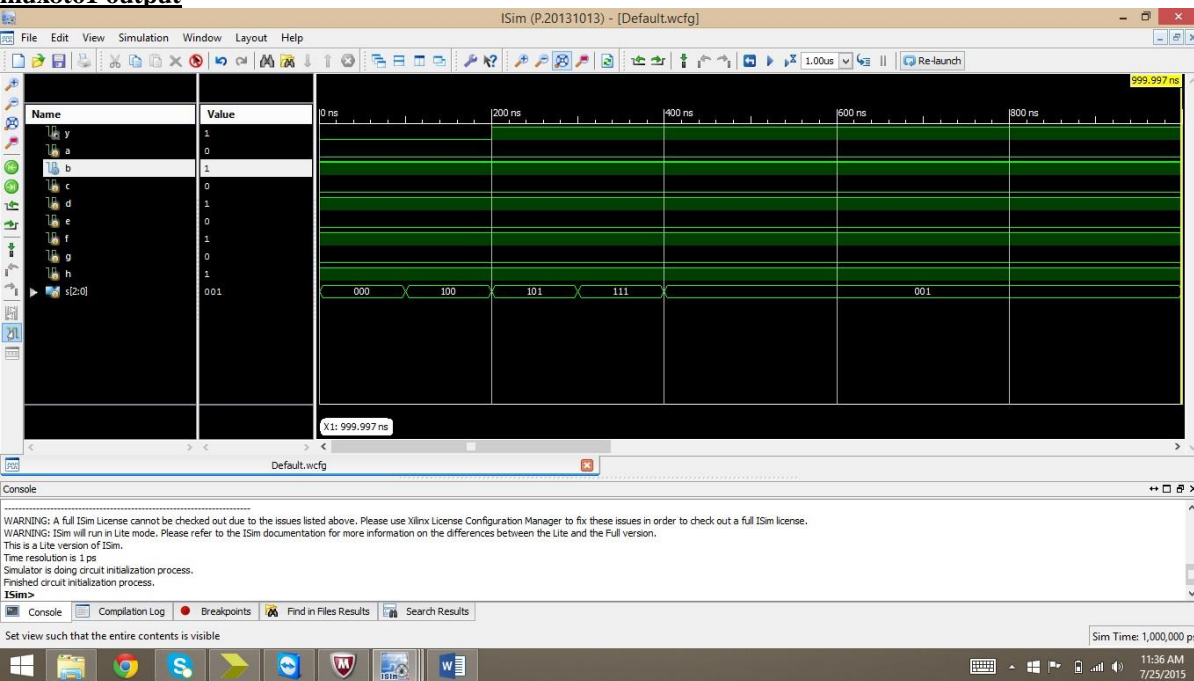 mux8to1 output
ISim (P.20131013) - [Default.wcfg]
File Edit View Simulation Window Layout Help
1.00us Re-launch
999.997 ns
Name Value
0 ns 200 ns 400 ns 600 ns 800 ns
y 1
a 0
b 1
c 0
d 1
e 0
f 1
g 0
h 1
s[2:0] 001 000 100 101 111 001
X1: 999.997 ns
Default.wcfg
Console
WARNING: A full ISim License cannot be checked out due to the issues listed above. Please use Xilinx License Configuration Manager to fix these issues in order to check out a full ISim license.
WARNING: ISim will run in Lite mode. Please refer to the ISim documentation for more information on the differences between the Lite and the Full version.
This is a Lite version of ISim.
Time resolution is 1 ps
Simulator is doing circuit initialization process.
Finished circuit initialization process.
ISim>
Console Compilation Log Breakpoints Find in Files Results Search Results
Set view such that the entire contents is visible
Sim Time: 1,000,000 p
11:36 AM
7/25/2015